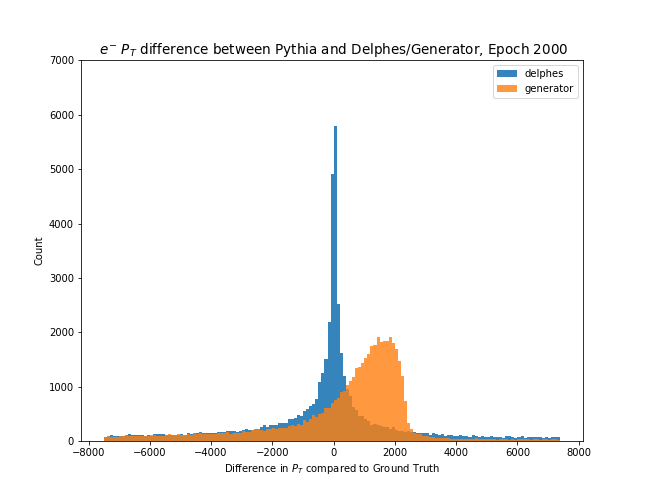 e⁻ P_T difference between Pythia and Delphes/Generator, Epoch 2000
delphes
generator
7000
6000
5000
4000
3000
2000
1000
0
Count
−8000 −6000 −4000 −2000 0 2000 4000 6000 8000
Difference in P_T compared to Ground Truth